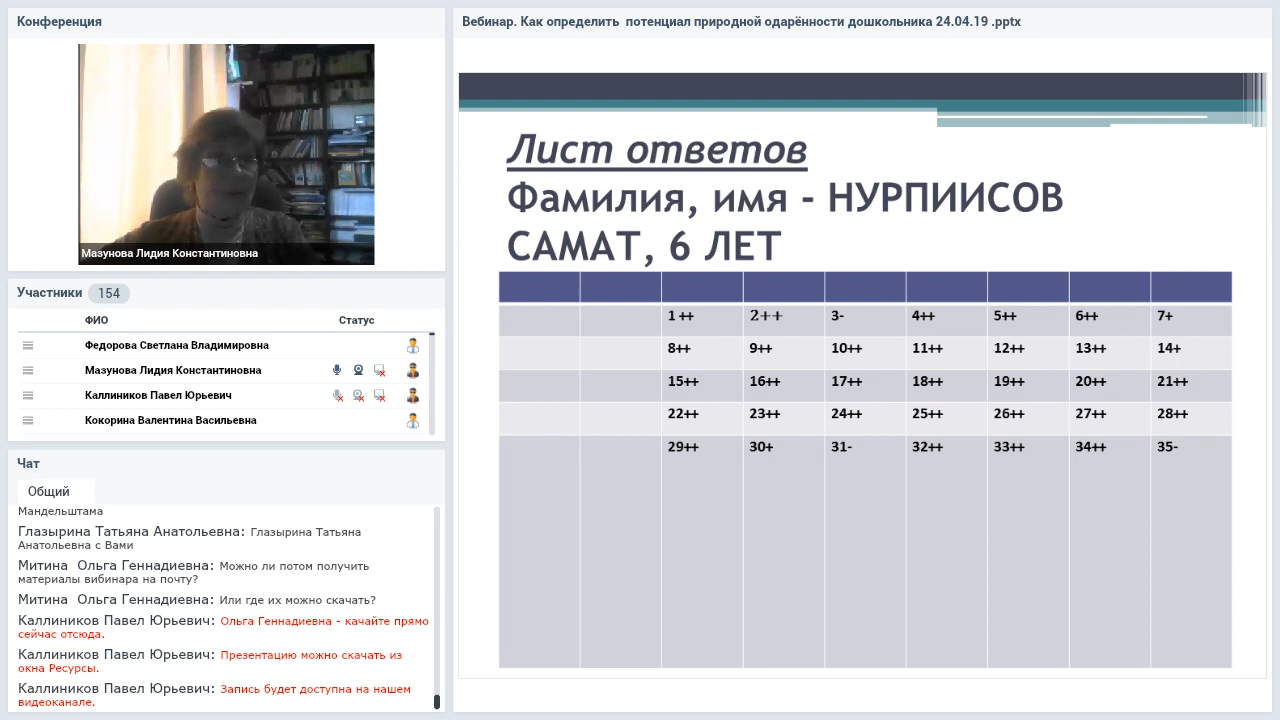 Конференция
Мазунова Лидия Константиновна
Участники 154
ФИО Статус
Федорова Светлана Владимировна
Мазунова Лидия Константиновна
Каллиников Павел Юрьевич
Кокорина Валентина Васильевна
Чат
Общий
Мандельштама
Глазырина Татьяна Анатольевна: Глазырина Татьяна
Анатольевна с Вами
Митина Ольга Геннадиевна: Можно ли потом получить
материалы вибинара на почту?
Митина Ольга Геннадиевна: Или где их можно скачать?
Каллиников Павел Юрьевич: Ольга Геннадиевна - качайте прямо
сейчас отсюда.
Каллиников Павел Юрьевич: Презентацию можно скачать из
окна Ресурсы.
Каллиников Павел Юрьевич: Запись будет доступна на нашем
видеоканале.
Вебинар. Как определить потенциал природной одарённости дошкольника 24.04.19 .pptx
Лист ответов
Фамилия, имя - НУРПИИСОВ
САМАТ, 6 ЛЕТ
1 ++ 2++ 3- 4++ 5++ 6++ 7+
8++ 9++ 10++ 11++ 12++ 13++ 14+
15++ 16++ 17++ 18++ 19++ 20++ 21++
22++ 23++ 24++ 25++ 26++ 27++ 28++
29++ 30+ 31- 32++ 33++ 34++ 35-